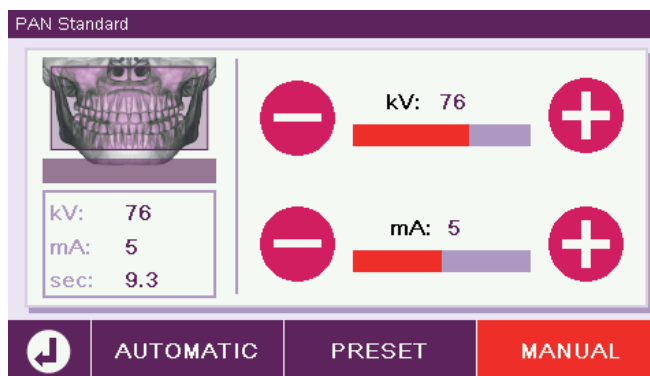 PAN Standard
kV: 76
mA: 5
sec: 9.3
kV: 76
mA: 5
AUTOMATIC
PRESET
MANUAL